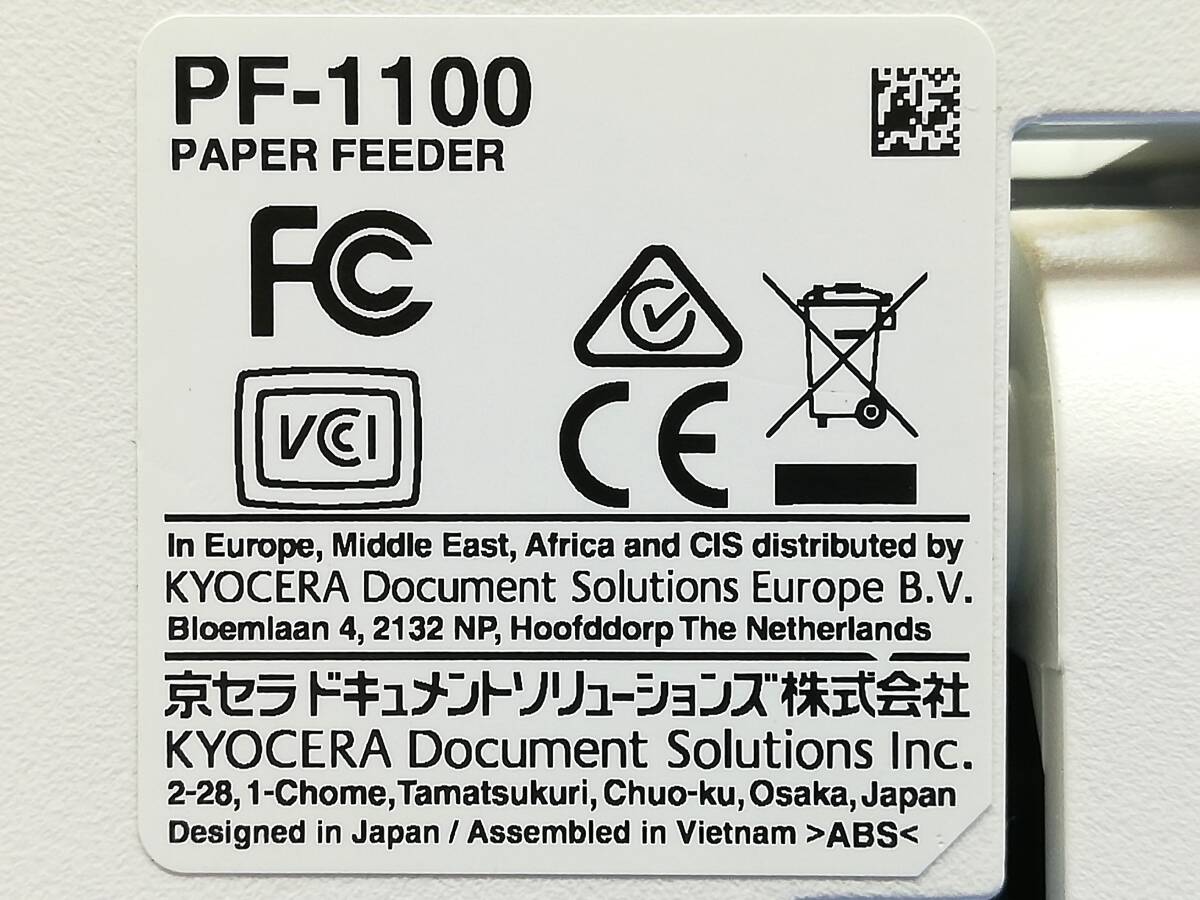 PF-1100
PAPER FEEDER
FC
VCCI
CE
In Europe, Middle East, Africa and CIS distributed by
KYOCERA Document Solutions Europe B.V.
Bloemlaan 4, 2132 NP, Hoofddorp The Netherlands
京セラドキュメントソリューションズ株式会社
KYOCERA Document Solutions Inc.
2-28, 1-Chome, Tamatsukuri, Chuo-ku, Osaka, Japan
Designed in Japan / Assembled in Vietnam >ABS<